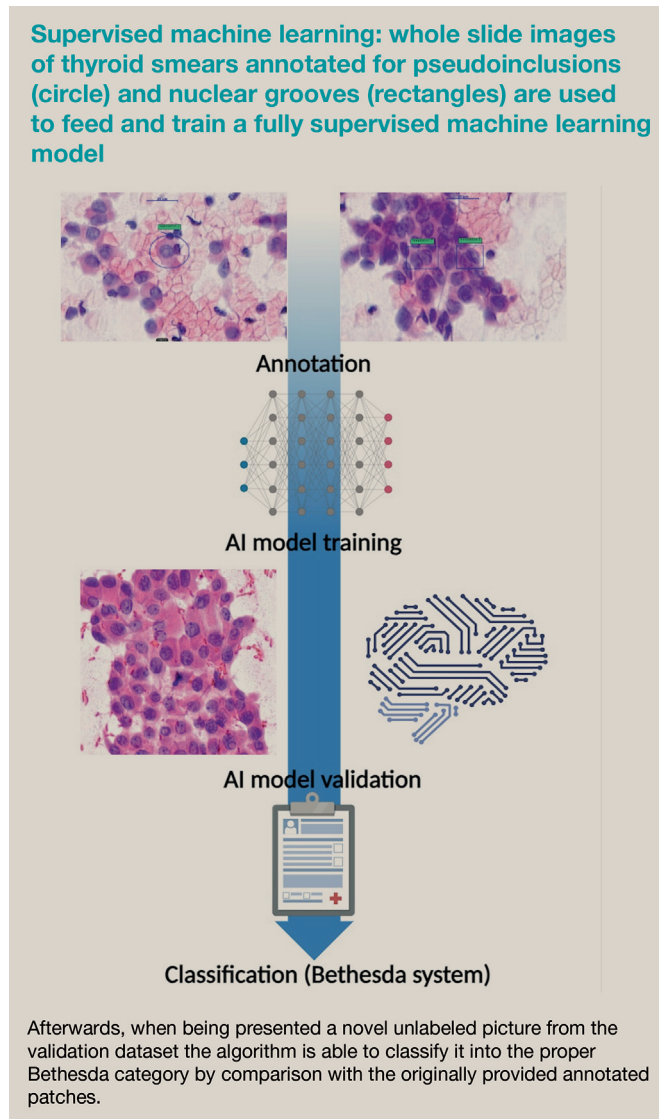 Supervised machine learning: whole slide images
of thyroid smears annotated for pseudoinclusions
(circle) and nuclear grooves (rectangles) are used
to feed and train a fully supervised machine learning
model
Annotation
AI model training
AI model validation
Classification (Bethesda system)
Afterwards, when being presented a novel unlabeled picture from the
validation dataset the algorithm is able to classify it into the proper
Bethesda category by comparison with the originally provided annotated
patches.